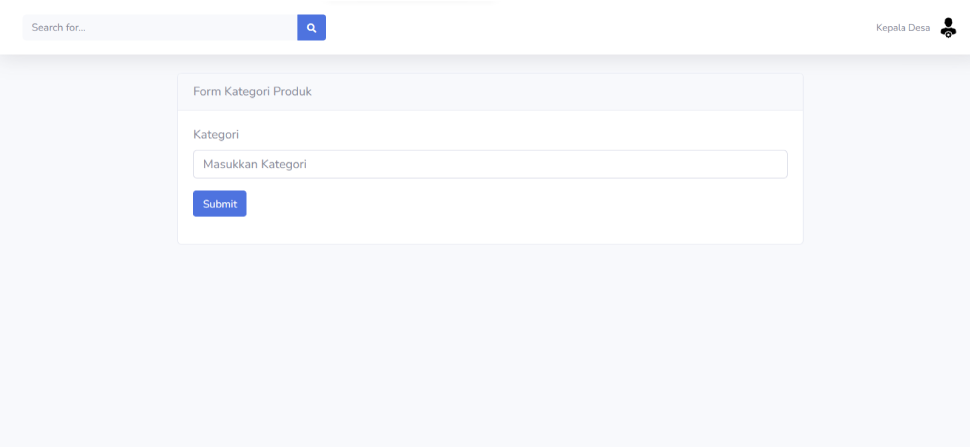 Search for...
Kepala Desa
Form Kategori Produk
Kategori
Masukkan Kategori
Submit